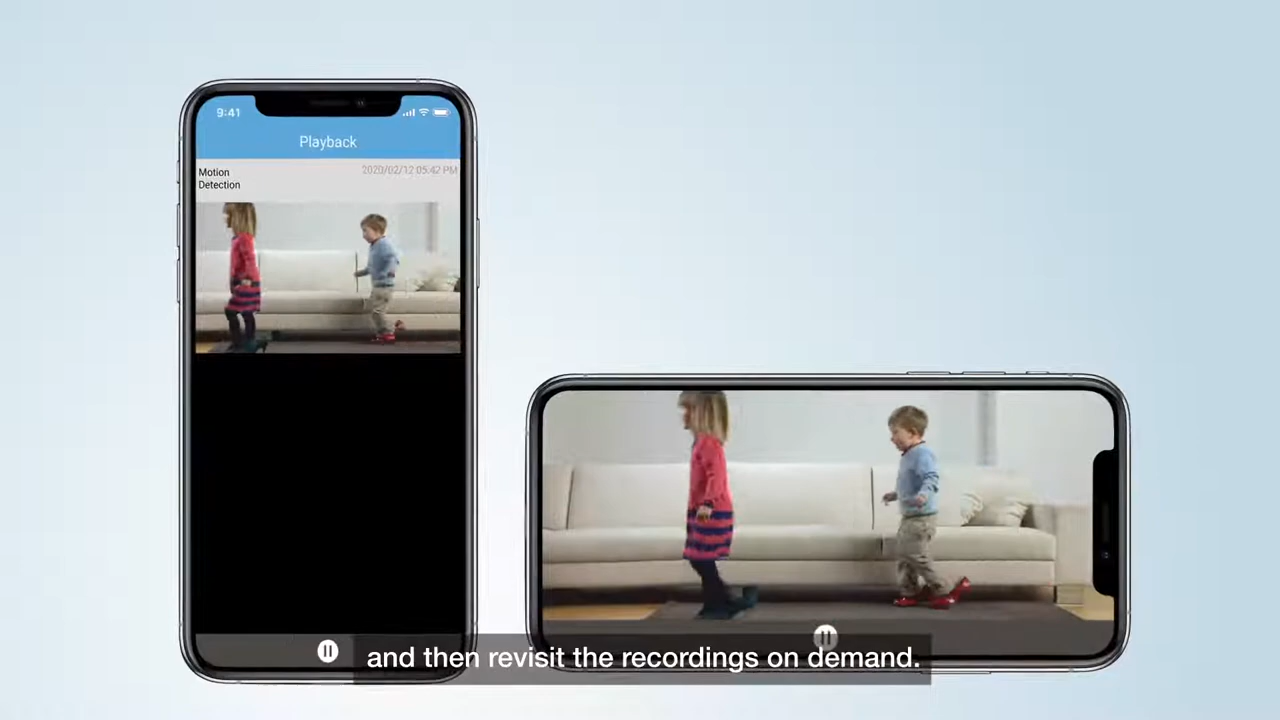 9:41
Playback
Motion
Detection
2020/02/12 05:42 PM
and then revisit the recordings on demand.